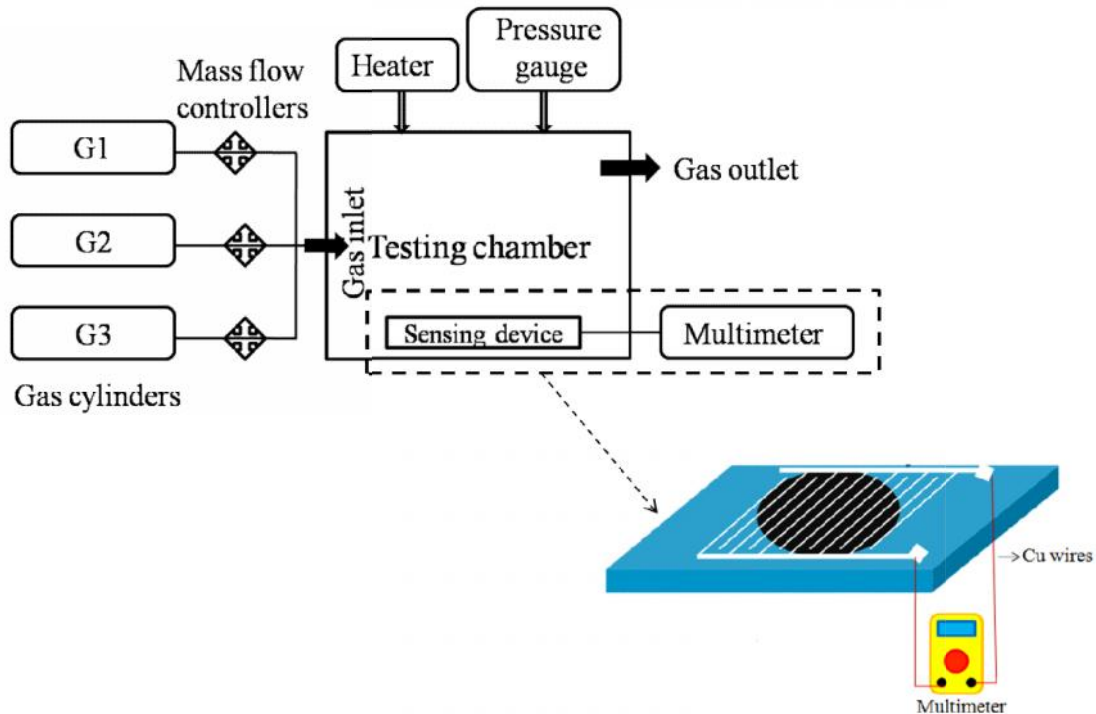 Pressure
gauge
Heater
Mass flow
controllers
G1
Gas outlet
G2
Gas inlet
Testing chamber
G3
Sensing device
Multimeter
Gas cylinders
Cu wires
Multimeter